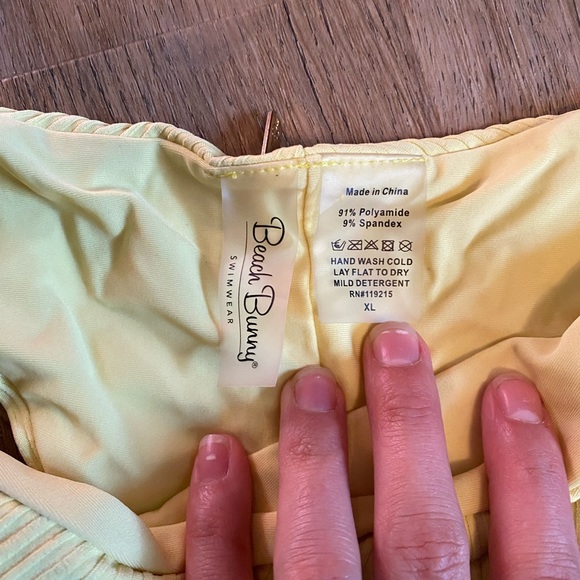 Beach Bunny®
SWIMWEAR
Made in China
91% Polyamide
9% Spandex
HAND WASH COLD
LAY FLAT TO DRY
MILD DETERGENT
RN#119215
XL